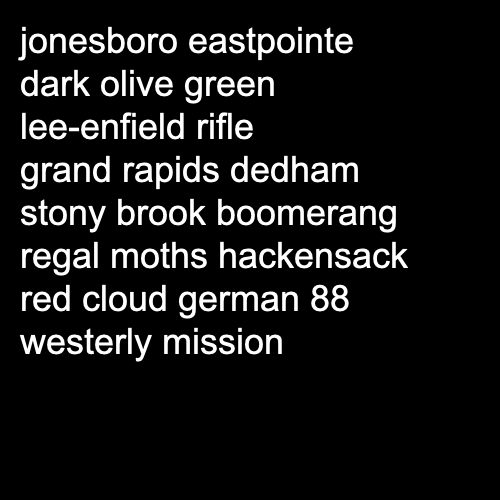 jonesboro eastpointe
dark olive green
lee-enfield rifle
grand rapids dedham
stony brook boomerang
regal moths hackensack
red cloud german 88
westerly mission